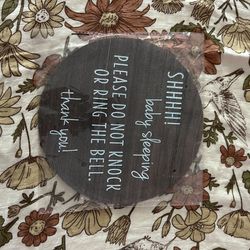 SHHHH!
baby sleeping
PLEASE DO NOT KNOCK
OR RING THE BELL.
thank you!